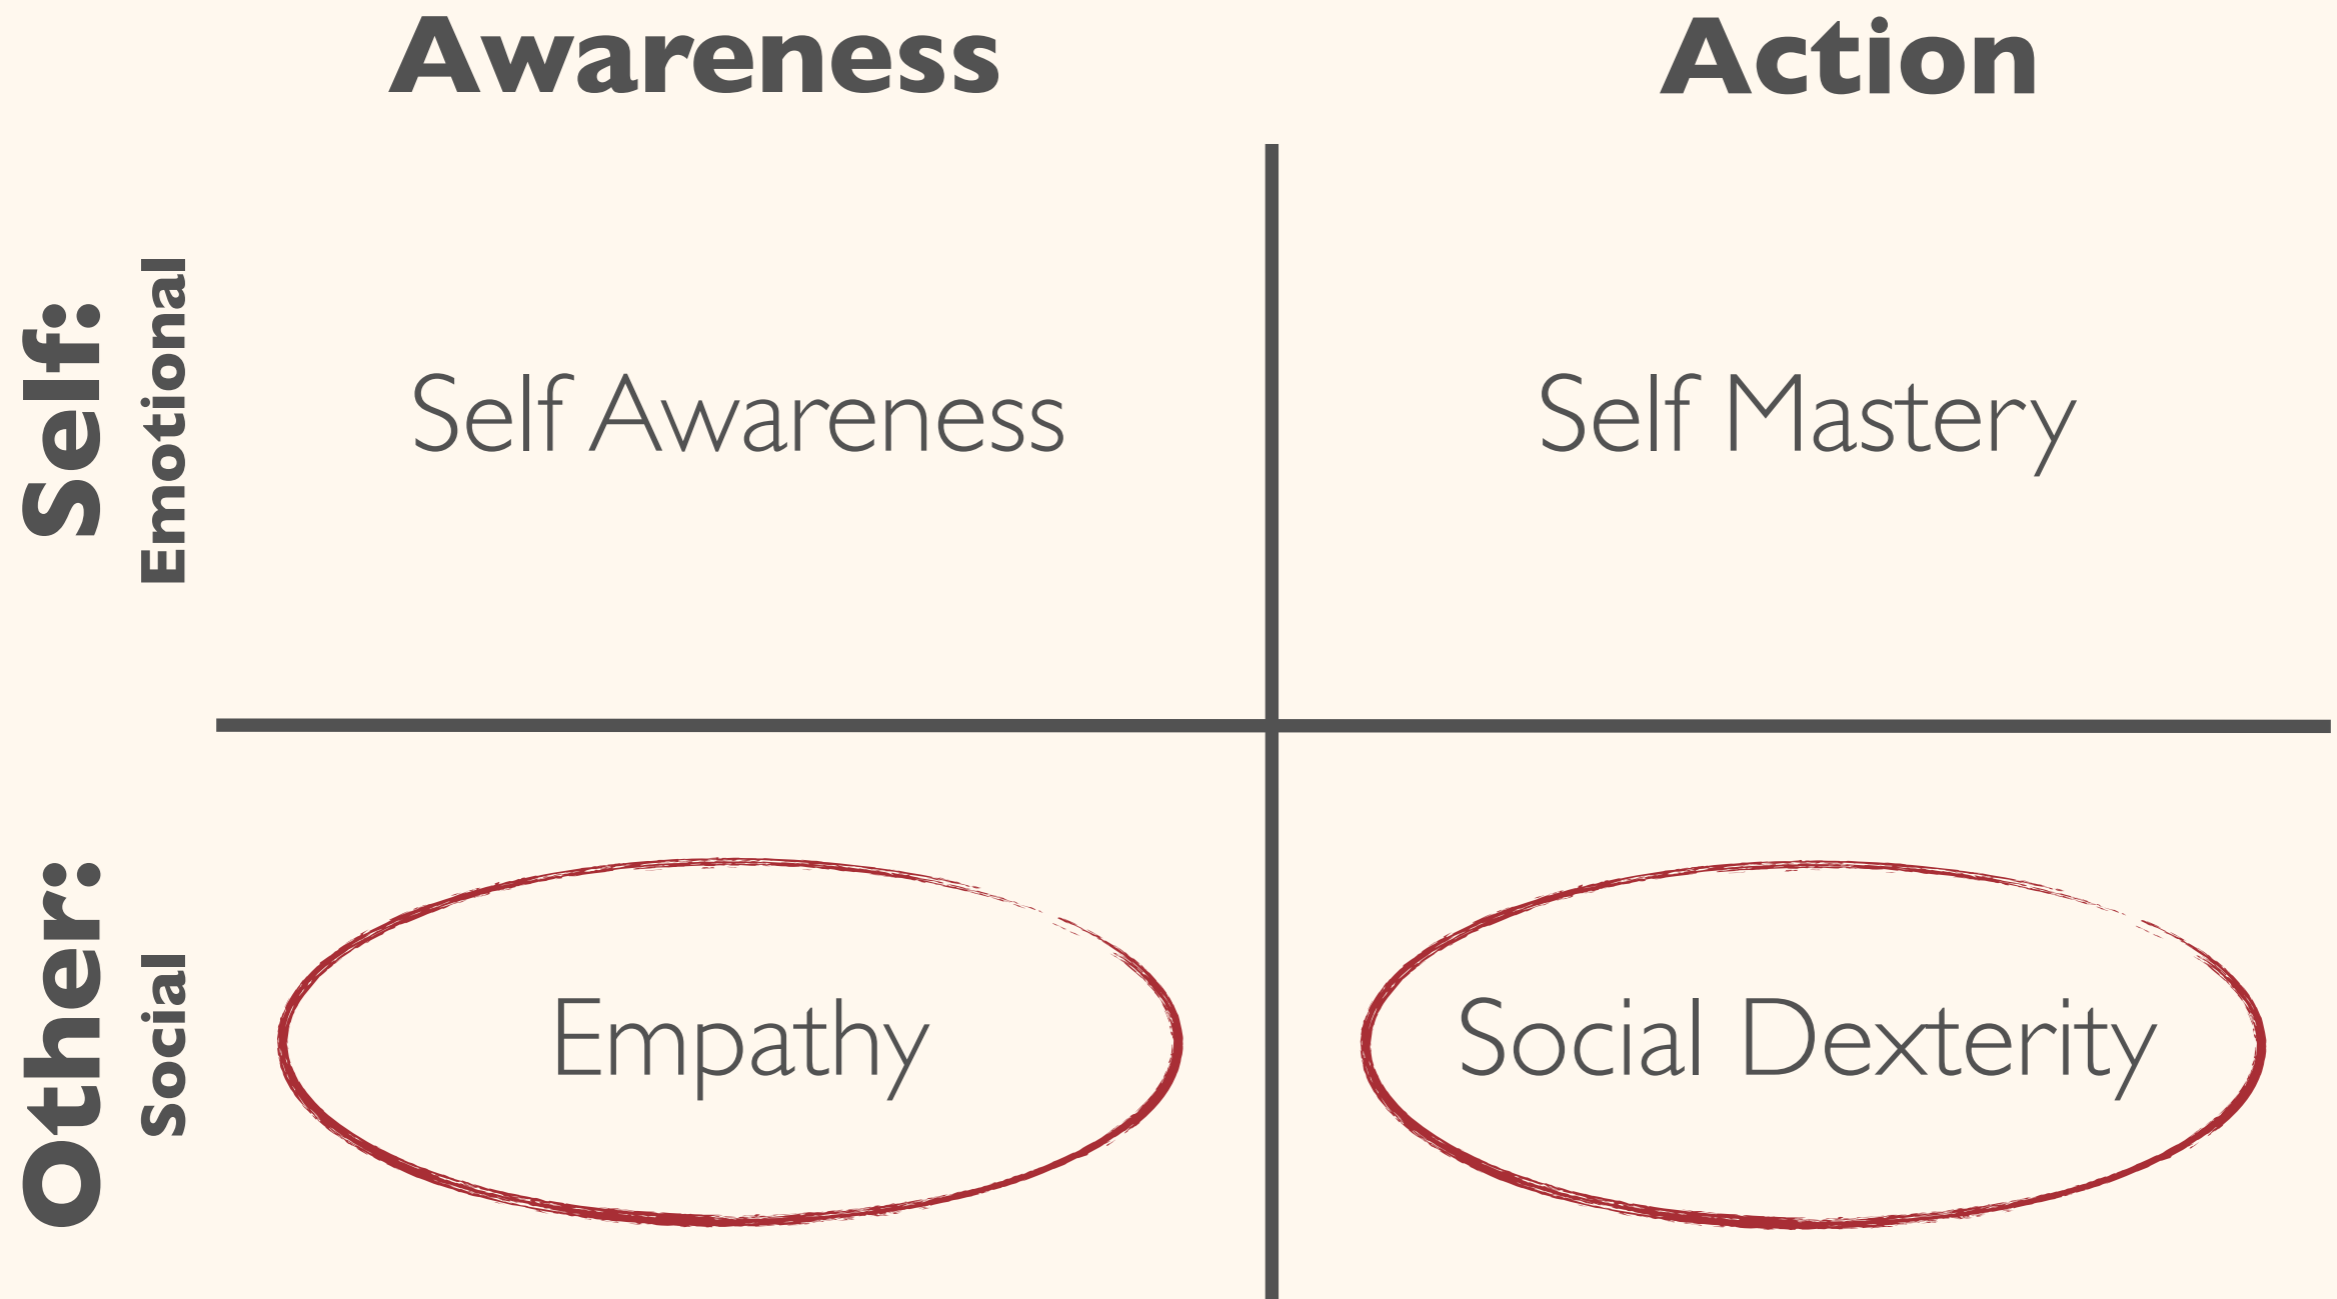 Awareness
Action
Self:
Emotional
Self Awareness
Self Mastery
Other:
Social
Empathy
Social Dexterity